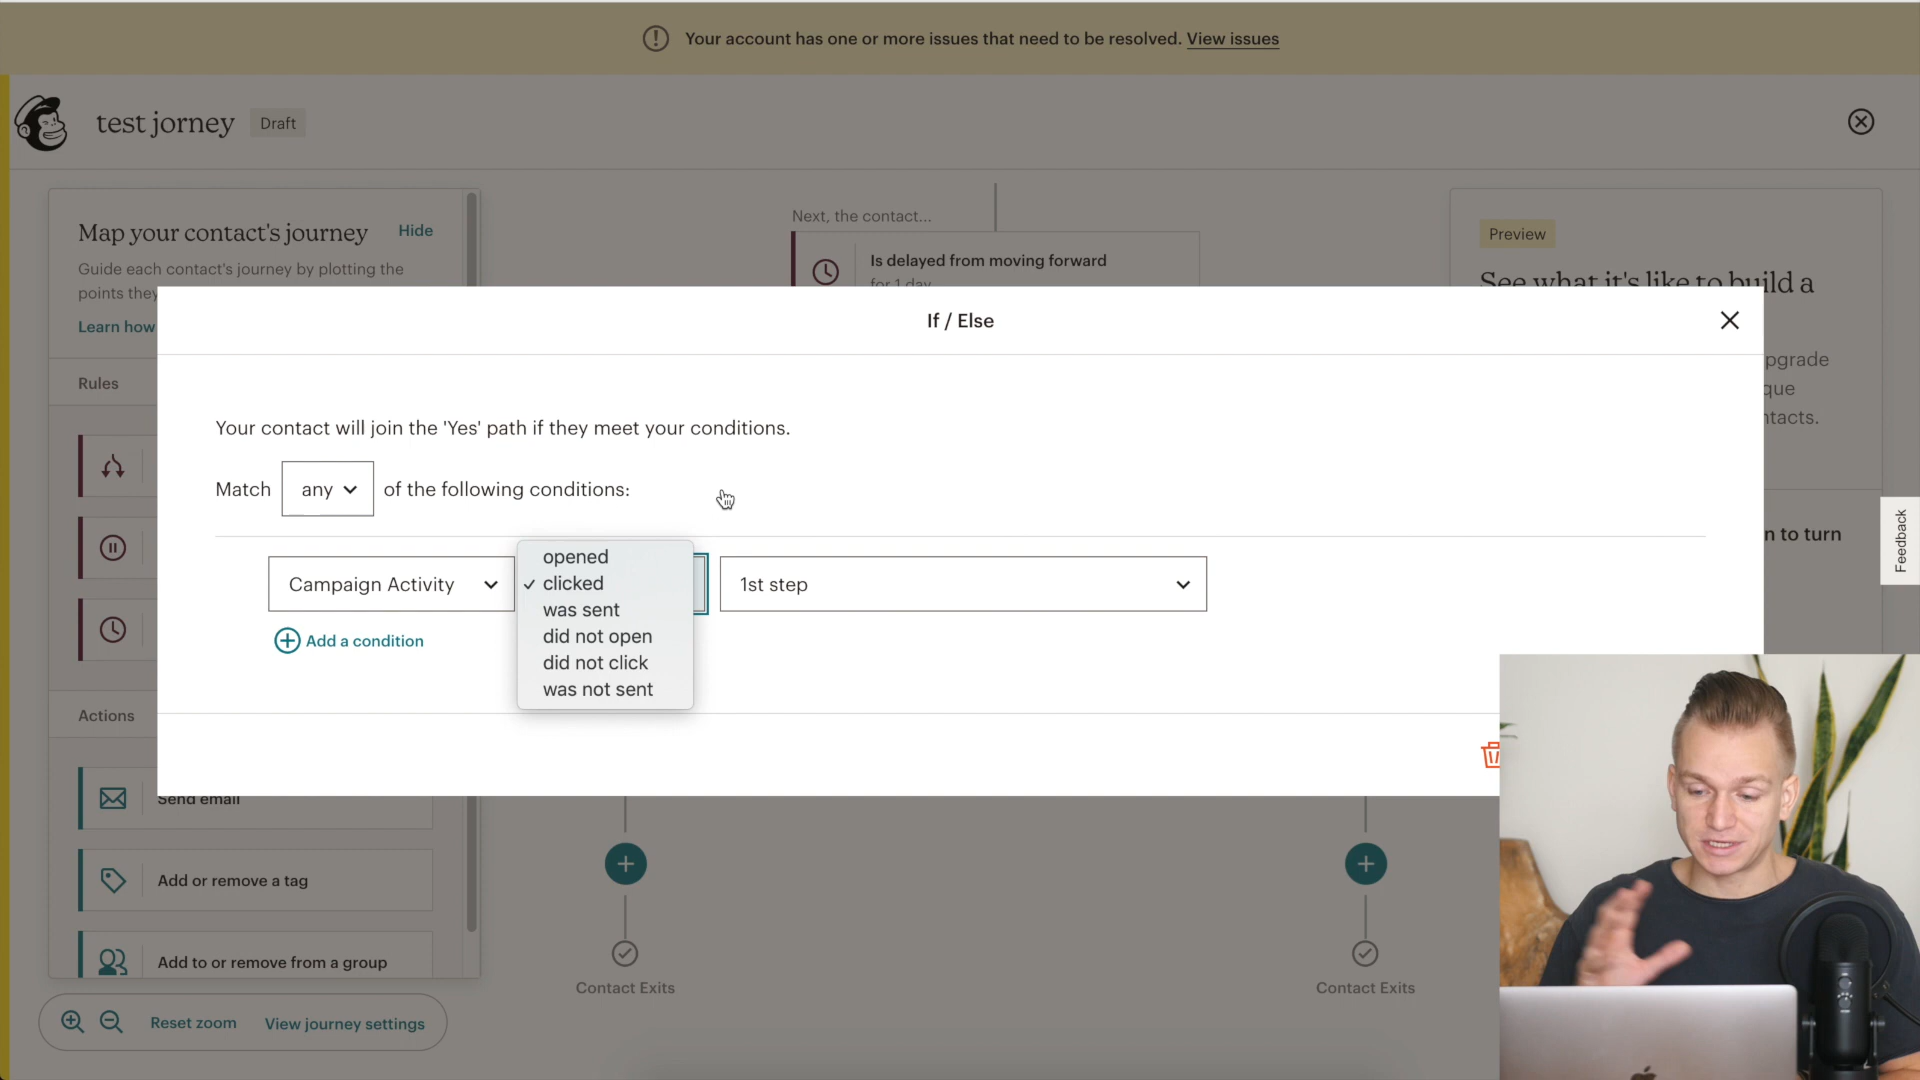 Your account has one or more issues that need to be resolved. View issues
test jorney
Draft
Map your contact's journey
Hide
Guide each contact's journey by plotting the
points they
Learn how
Rules
Actions
Send email
Add or remove a tag
Add to or remove from a group
Reset zoom
View journey settings
Next, the contact...
Is delayed from moving forward
for 1 day
If / Else
Your contact will join the 'Yes' path if they meet your conditions.
Match any of the following conditions:
Campaign Activity
opened
✓ clicked
was sent
did not open
did not click
was not sent
1st step
Add a condition
Contact Exits
Contact Exits
Preview
See what it's like to build a
pgrade
que
ntacts.
n to turn
Feedback